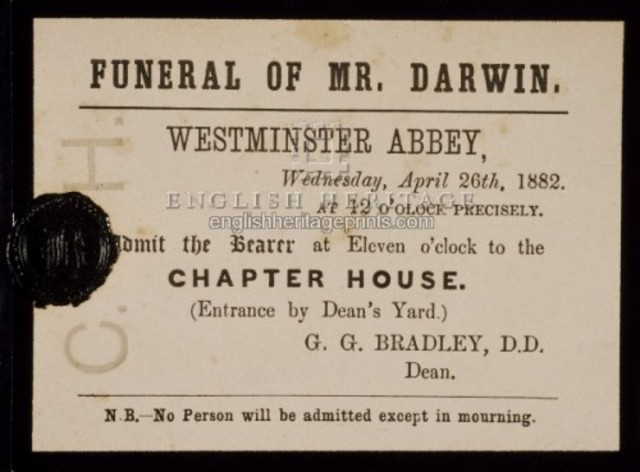 FUNERAL OF MR. DARWIN.
WESTMINSTER ABBEY,
Wednesday, April 26th, 1882.
ENGLISH HERITAGE
AT 12 O'CLOCK PRECISELY.
englishheritageprints.com
Admit the Bearer at Eleven o'clock to the
CHAPTER HOUSE.
(Entrance by Dean's Yard.)
G. G. BRADLEY, D.D.
Dean.
N.B.—No Person will be admitted except in mourning.
C. H.